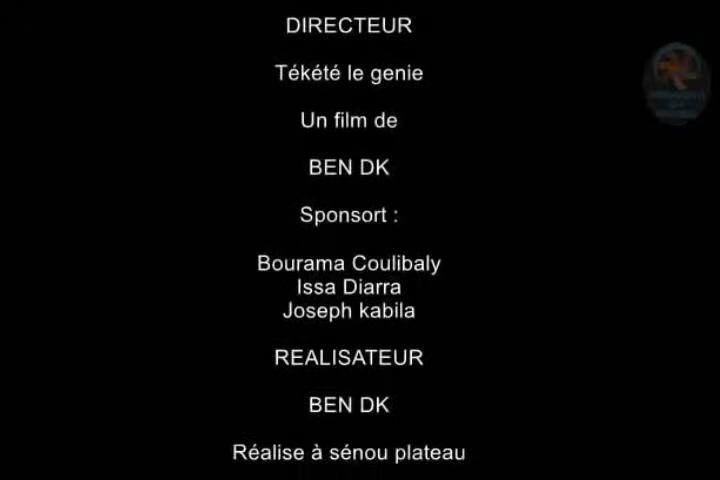 DIRECTEUR
Tékété le genie
Un film de
BEN DK
Sponsort :
Bourama Coulibaly
Issa Diarra
Joseph kabila
REALISATEUR
BEN DK
Réalise à sénou plateau